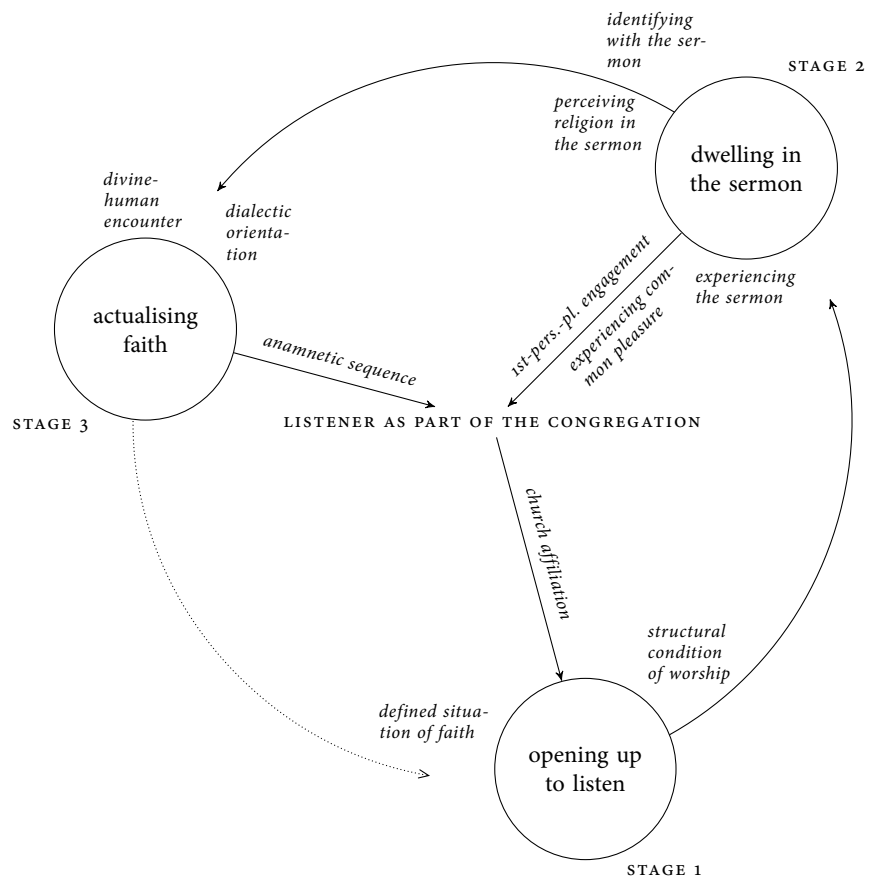 identifying
with the ser-
mon
STAGE 2
perceiving
religion in
the sermon
dwelling in
the sermon
divine-
human
encounter
dialectic
orienta-
tion
1st-pers.-pl. engagement
experiencing com-
mon pleasure
experiencing
the sermon
actualising
faith
anamnetic sequence
STAGE 3
LISTENER AS PART OF THE CONGREGATION
church affiliation
structural
condition
of worship
defined situa-
tion of faith
opening up
to listen
STAGE 1